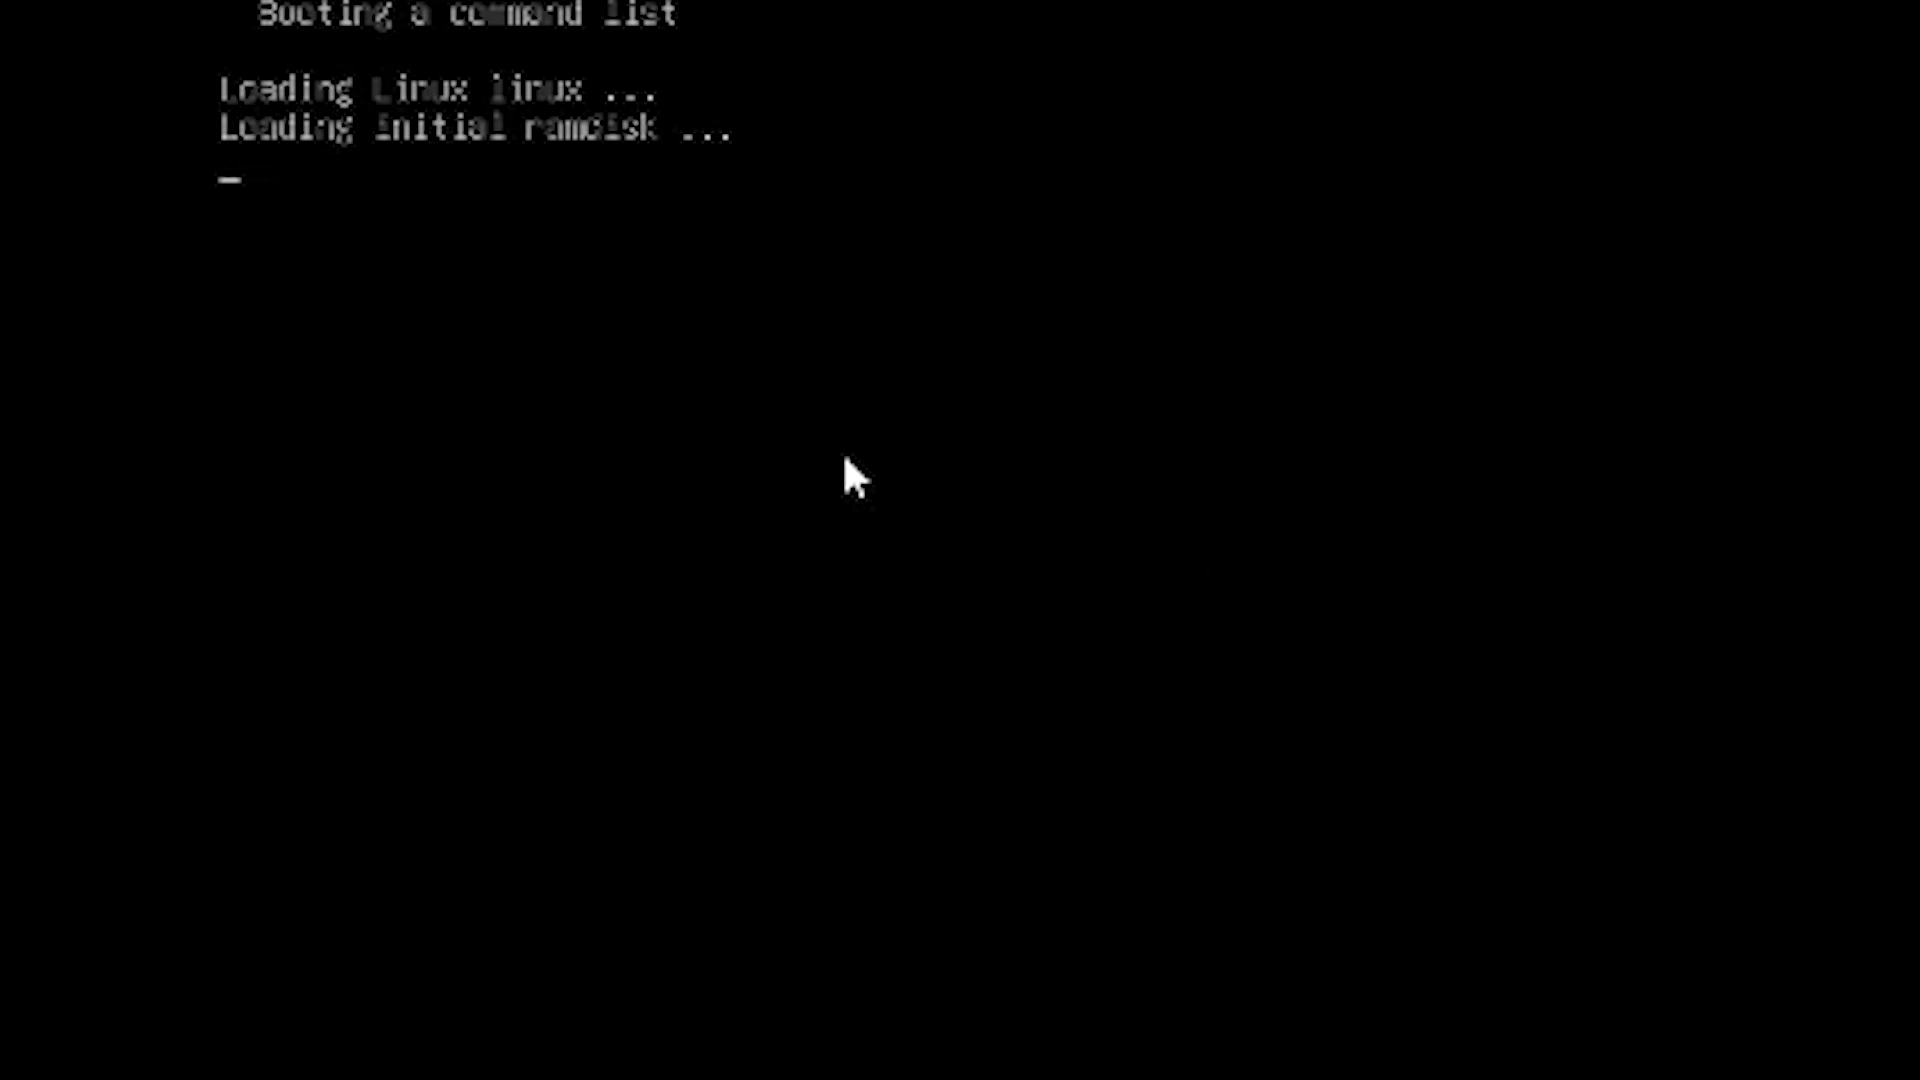 Booting a command list
Loading Linux linux ...
Loading initial ramdisk ...